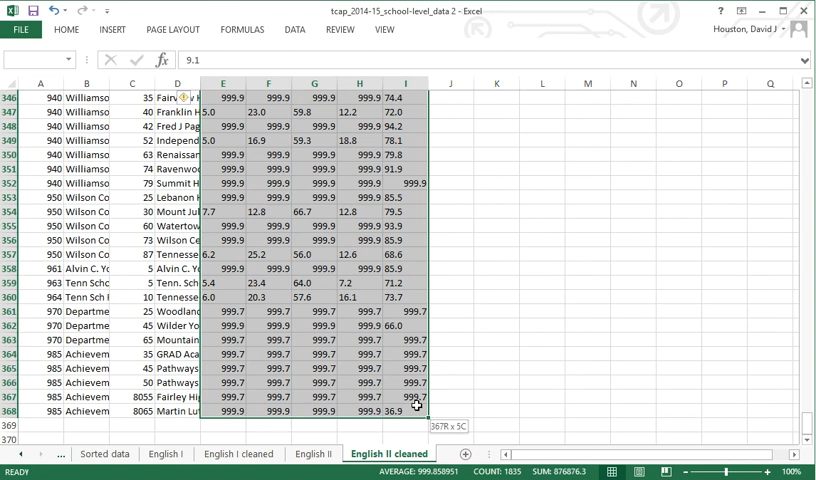 tcap_2014-15_school-level_data 2 - Excel
FILE HOME INSERT PAGE LAYOUT FORMULAS DATA REVIEW VIEW Houston, David J
fx 9.1
A B C D E F G H I J K L M N O P Q
346 940 Williamso 35 Fairv w H 999.9 999.9 999.9 999.9 74.4
347 940 Williamso 40 Franklin H 5.0 23.0 59.8 12.2 72.0
348 940 Williamso 42 Fred J Pag 999.9 999.9 999.9 999.9 94.2
349 940 Williamso 52 Independ 5.0 16.9 59.3 18.8 78.1
350 940 Williamso 63 Renaissan 999.9 999.9 999.9 999.9 79.8
351 940 Williamso 74 Ravenwoo 999.9 999.9 999.9 999.9 91.9
352 940 Williamso 79 Summit H 999.9 999.9 999.9 999.9 999.9
353 950 Wilson Co 25 Lebanon H 999.9 999.9 999.9 999.9 85.5
354 950 Wilson Co 30 Mount Jul 7.7 12.8 66.7 12.8 79.5
355 950 Wilson Co 60 Watertow 999.9 999.9 999.9 999.9 93.9
356 950 Wilson Co 73 Wilson Ce 999.9 999.9 999.9 999.9 85.9
357 950 Wilson Co 87 Tennesse 6.2 25.2 56.0 12.6 68.6
358 961 Alvin C. Yo 5 Alvin C. Yo 999.9 999.9 999.9 999.9 85.9
359 963 Tenn Scho 5 Tenn. Sch 5.4 23.4 64.0 7.2 71.2
360 964 Tenn Sch F 10 Tennesse 6.0 20.3 57.6 16.1 73.7
361 970 Departme 25 Woodlan 999.7 999.7 999.7 999.7 999.7
362 970 Departme 45 Wilder Yo 999.9 999.9 999.9 999.9 66.0
363 970 Departme 65 Mountain 999.7 999.7 999.7 999.7 999.7
364 985 Achievem 35 GRAD Aca 999.7 999.7 999.7 999.7 999.7
365 985 Achievem 45 Pathways 999.7 999.7 999.7 999.7 999.7
366 985 Achievem 50 Pathways 999.7 999.7 999.7 999.7 999.7
367 985 Achievem 8055 Fairley Hig 999.7 999.7 999.7 999.7 999.7
368 985 Achievem 8065 Martin Lut 999.9 999.9 999.9 999.9 36.9
369 367R x 5C
370
... Sorted data English I English I cleaned English II English II cleaned
READY AVERAGE: 999.858951 COUNT: 1835 SUM: 876876.3 100%